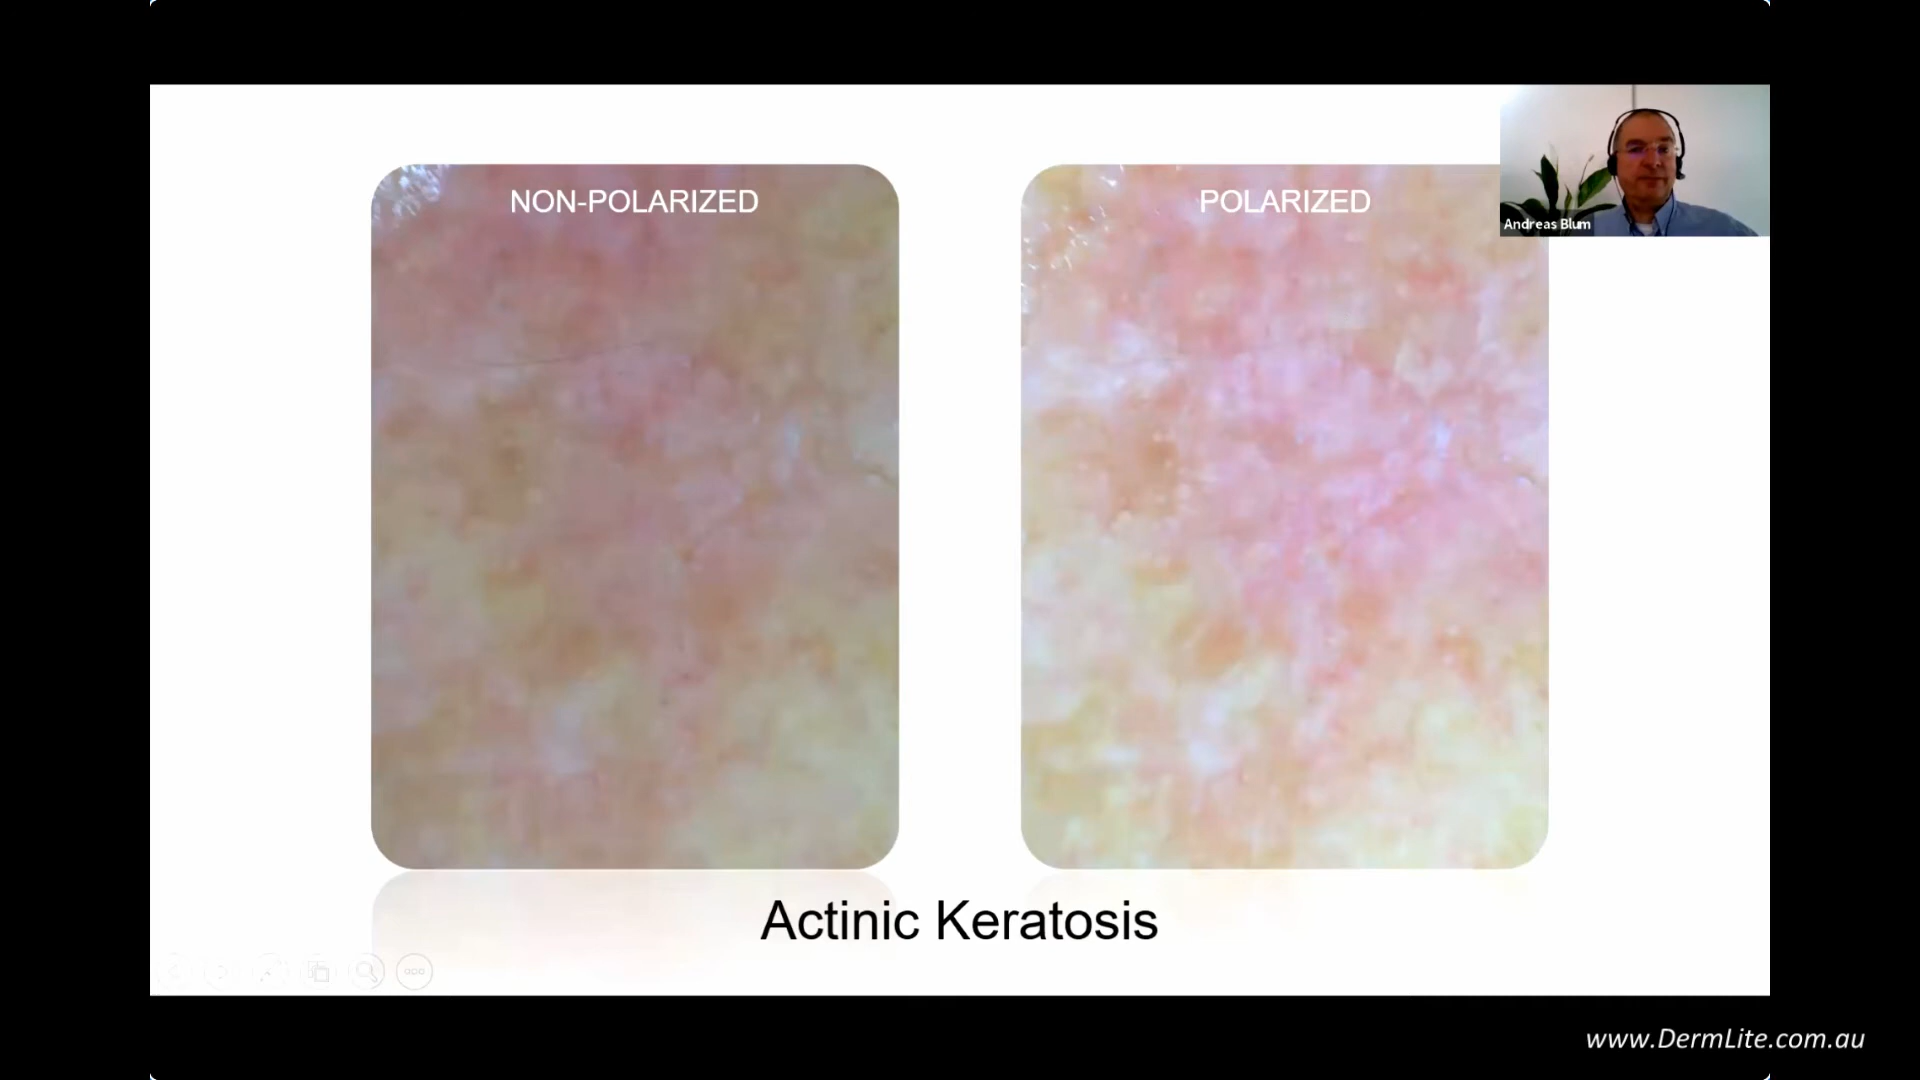 NON-POLARIZED
POLARIZED
Andreas Blum
Actinic Keratosis
www.DermLite.com.au